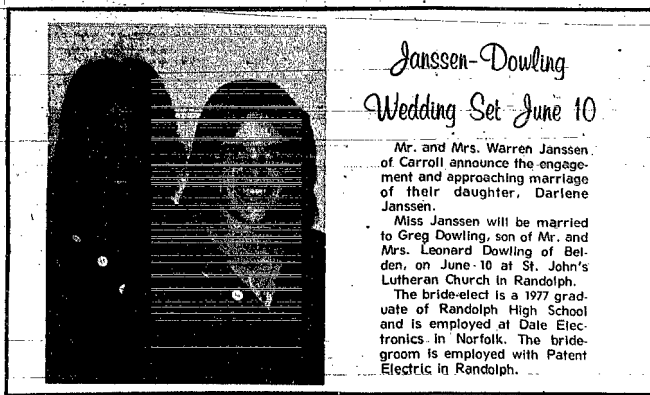 Janssen-Dowling
Wedding Set June 10
Mr. and Mrs. Warren Janssen
of Carroll announce the engage-
ment and approaching marriage
of their daughter, Darlene
Janssen.
Miss Janssen will be married
to Greg Dowling, son of Mr. and
Mrs. Leonard Dowling of Bel-
den, on June 10 at St. John's
Lutheran Church in Randolph.
The bride-elect is a 1977 grad-
uate of Randolph High School
and is employed at Dale Elec-
tronics in Norfolk. The bride-
groom is employed with Patent
Electric in Randolph.